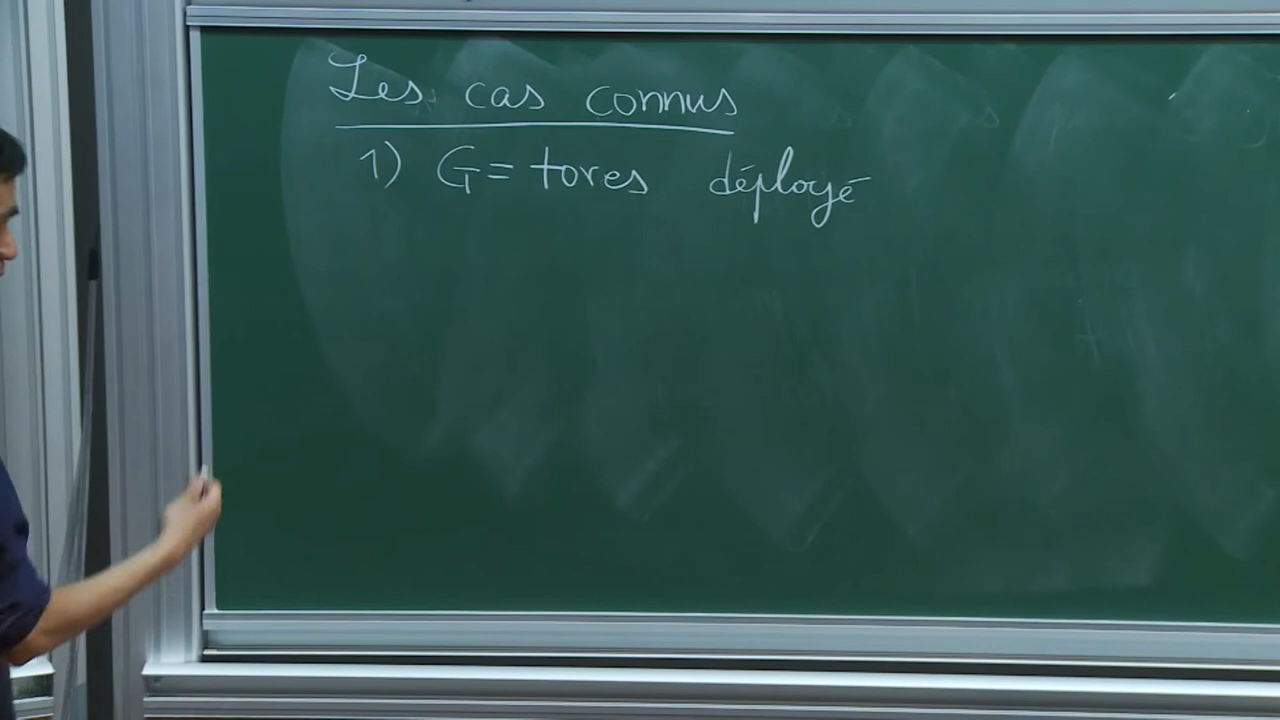 Les cas connus
1) G = tores déployé